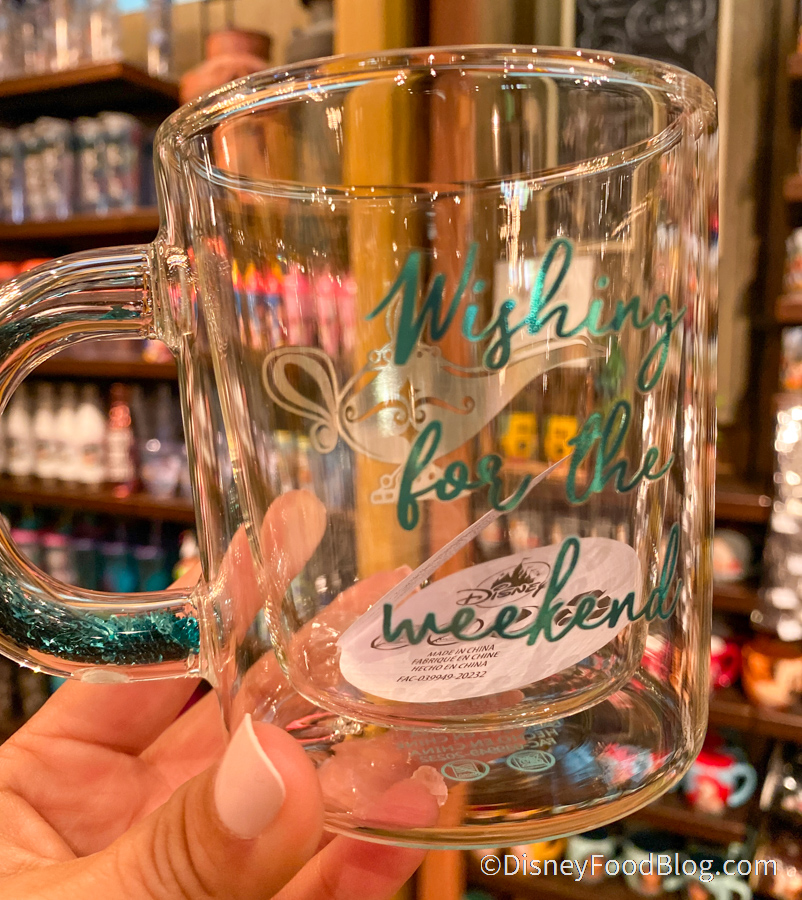 Wishing
for the
weekend
Disney
MADE IN CHINA
FABRIQUÉ EN CHINE
HECHO EN CHINA
FAC-039949-20232
©DisneyFoodBlog.com